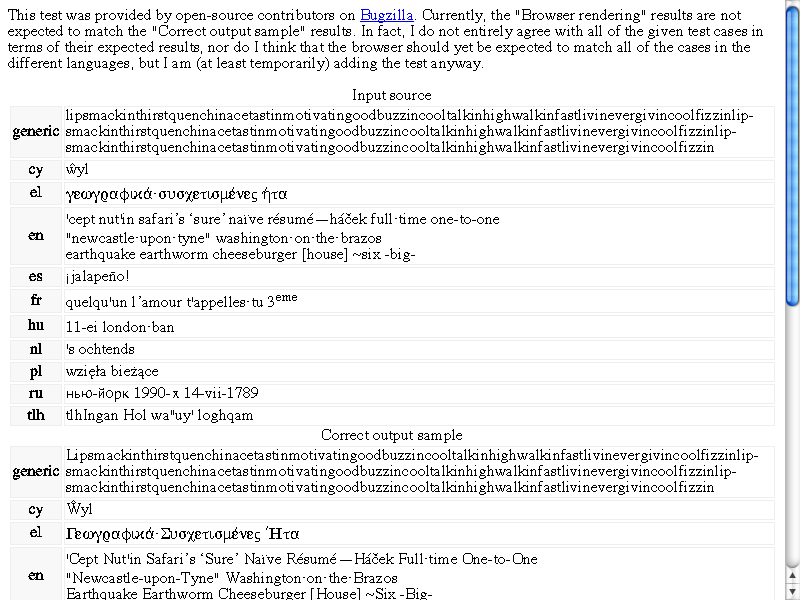 This test was provided by open-source contributors on Bugzilla. Currently, the "Browser rendering" results are not
expected to match the "Correct output sample" results. In fact, I do not entirely agree with all of the given test cases in
terms of their expected results, nor do I think that the browser should yet be expected to match all of the cases in the
different languages, but I am (at least temporarily) adding the test anyway.
Input source
generic lipsmackinthirstquenchinacetastinmotivatingoodbuzzincooltalkinhighwalkinfastlivinevergivincoolfizzinlip-
smackinthirstquenchinacetastinmotivatingoodbuzzincooltalkinhighwalkinfastlivinevergivincoolfizzinlip-
smackinthirstquenchinacetastinmotivatingoodbuzzincooltalkinhighwalkinfastlivinevergivincoolfizzin
cy ŵyl
el γεωγραφικά·συσχετισμένες ήτα
en 'cept nut'in safari’s ‘sure’ naïve résumé—háček full·time one-to-one
"newcastle·upon·tyne" washington·on·the·brazos
earthquake earthworm cheeseburger [house] ~six -big-
es ¡jalapeño!
fr quelqu'un l’amour t'appelles·tu 3eme
hu 11-ei london·ban
nl 's ochtends
pl wzięła bieżące
ru нью-йорк 1990-х 14-vii-1789
tlh tlhIngan Hol wa"uy' loghqam
Correct output sample
generic Lipsmackinthirstquenchinacetastinmotivatingoodbuzzincooltalkinhighwalkinfastlivinevergivincoolfizzinlip-
smackinthirstquenchinacetastinmotivatingoodbuzzincooltalkinhighwalkinfastlivinevergivincoolfizzinlip-
smackinthirstquenchinacetastinmotivatingoodbuzzincooltalkinhighwalkinfastlivinevergivincoolfizzin
cy Ŵyl
el Γεωγραφικά·Συσχετισμένες Ήτα
en 'Cept Nut'in Safari’s ‘Sure’ Naïve Résumé—Háček Full·time One-to-One
"Newcastle-upon-Tyne" Washington·on·the·Brazos
Earthquake Earthworm Cheeseburger [House] ~Six -Big-